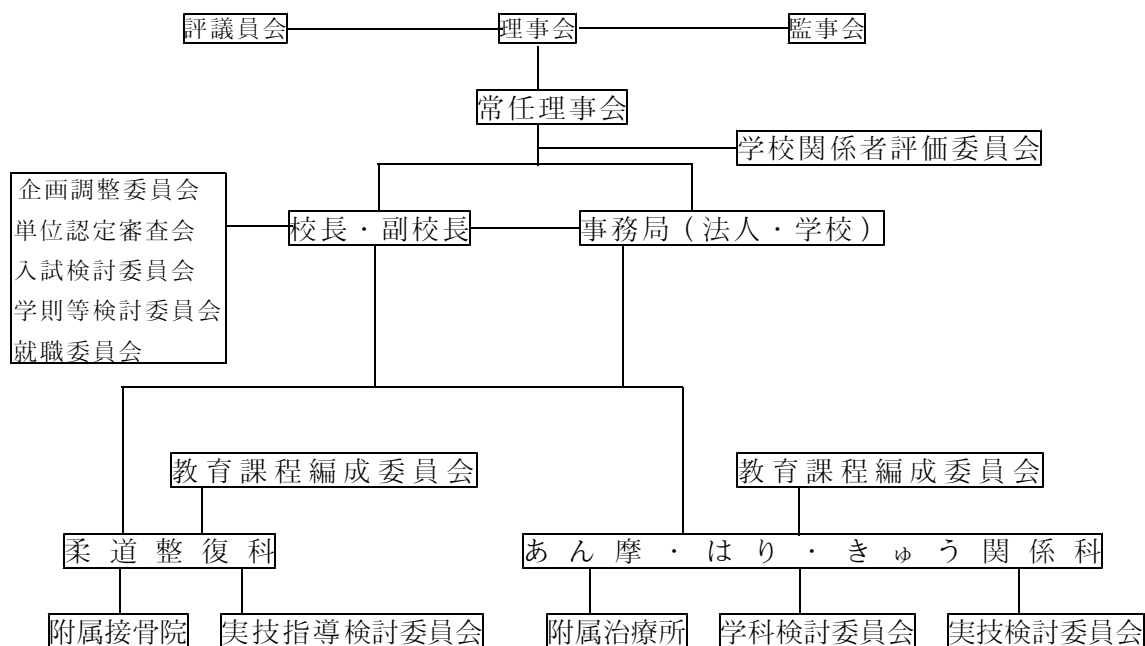 評議員会
理事会
監事会
常任理事会
学校関係者評価委員会
企画調整委員会
単位認定審査会
入試検討委員会
学則等検討委員会
就職委員会
校長・副校長
事務局(法人・学校)
教育課程編成委員会
教育課程編成委員会
柔道整復科
あん摩・はり・きゅう関係科
附属接骨院
実技指導検討委員会
附属治療所
学科検討委員会
実技検討委員会